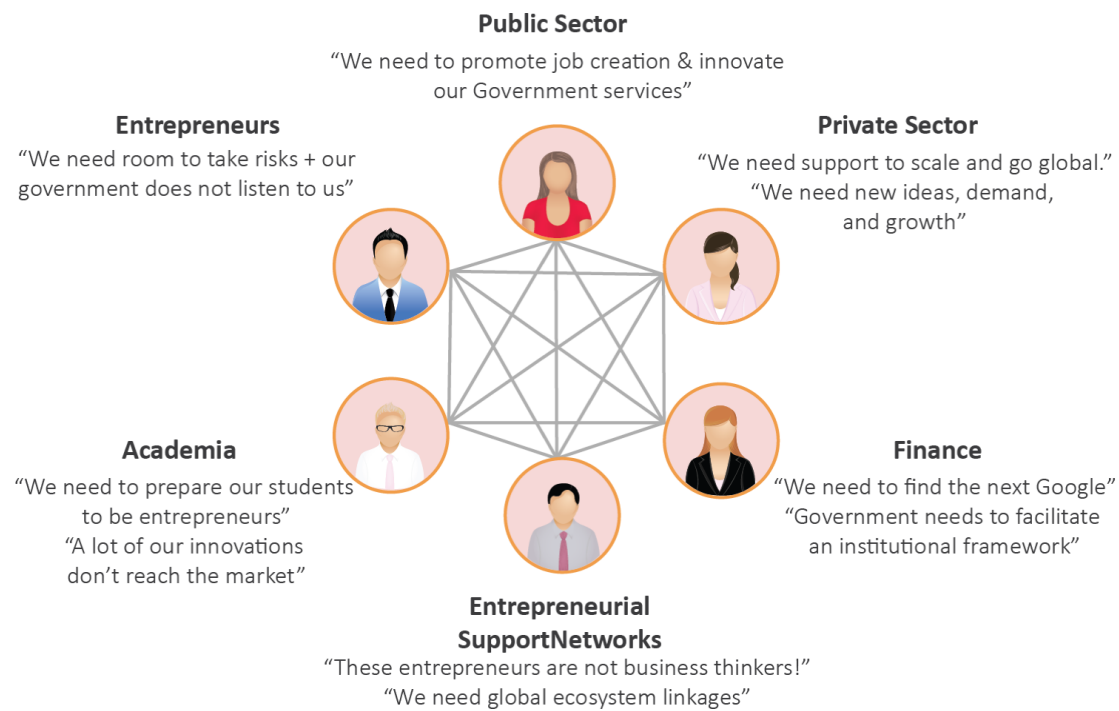 Public Sector
“We need to promote job creation & innovate
our Government services”
Entrepreneurs
“We need room to take risks + our
government does not listen to us”
Private Sector
“We need support to scale and go global.”
“We need new ideas, demand,
and growth”
Academia
“We need to prepare our students
to be entrepreneurs”
“A lot of our innovations
don’t reach the market”
Finance
“We need to find the next Google”
“Government needs to facilitate
an institutional framework”
Entrepreneurial
SupportNetworks
“These entrepreneurs are not business thinkers!”
“We need global ecosystem linkages”